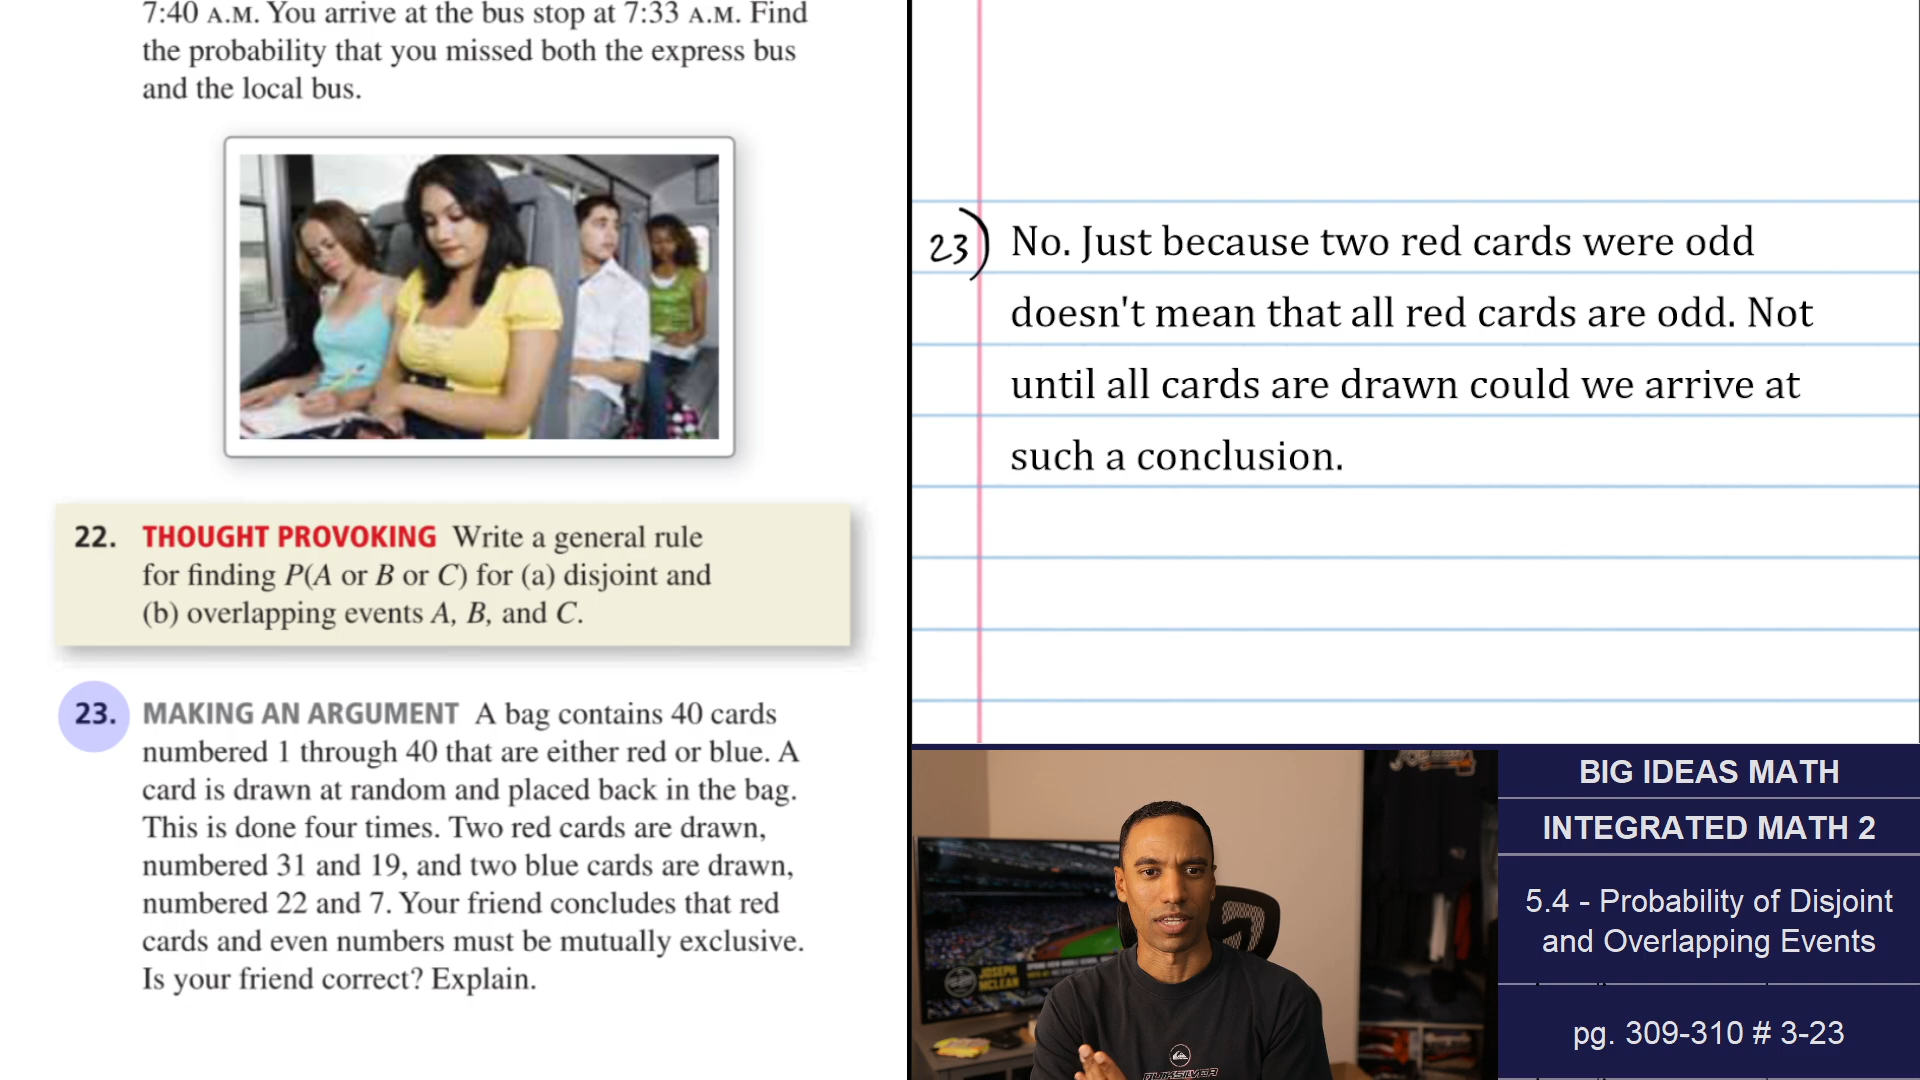 7:40 A.M. You arrive at the bus stop at 7:33 A.M. Find
the probability that you missed both the express bus
and the local bus.
22. THOUGHT PROVOKING Write a general rule
for finding P(A or B or C) for (a) disjoint and
(b) overlapping events A, B, and C.
23. MAKING AN ARGUMENT A bag contains 40 cards
numbered 1 through 40 that are either red or blue. A
card is drawn at random and placed back in the bag.
This is done four times. Two red cards are drawn,
numbered 31 and 19, and two blue cards are drawn,
numbered 22 and 7. Your friend concludes that red
cards and even numbers must be mutually exclusive.
Is your friend correct? Explain.
23) No. Just because two red cards were odd
doesn't mean that all red cards are odd. Not
until all cards are drawn could we arrive at
such a conclusion.
JOSEPH
MCLEAN
QUIKSILVER
BIG IDEAS MATH
INTEGRATED MATH 2
5.4 - Probability of Disjoint
and Overlapping Events
pg. 309-310 # 3-23